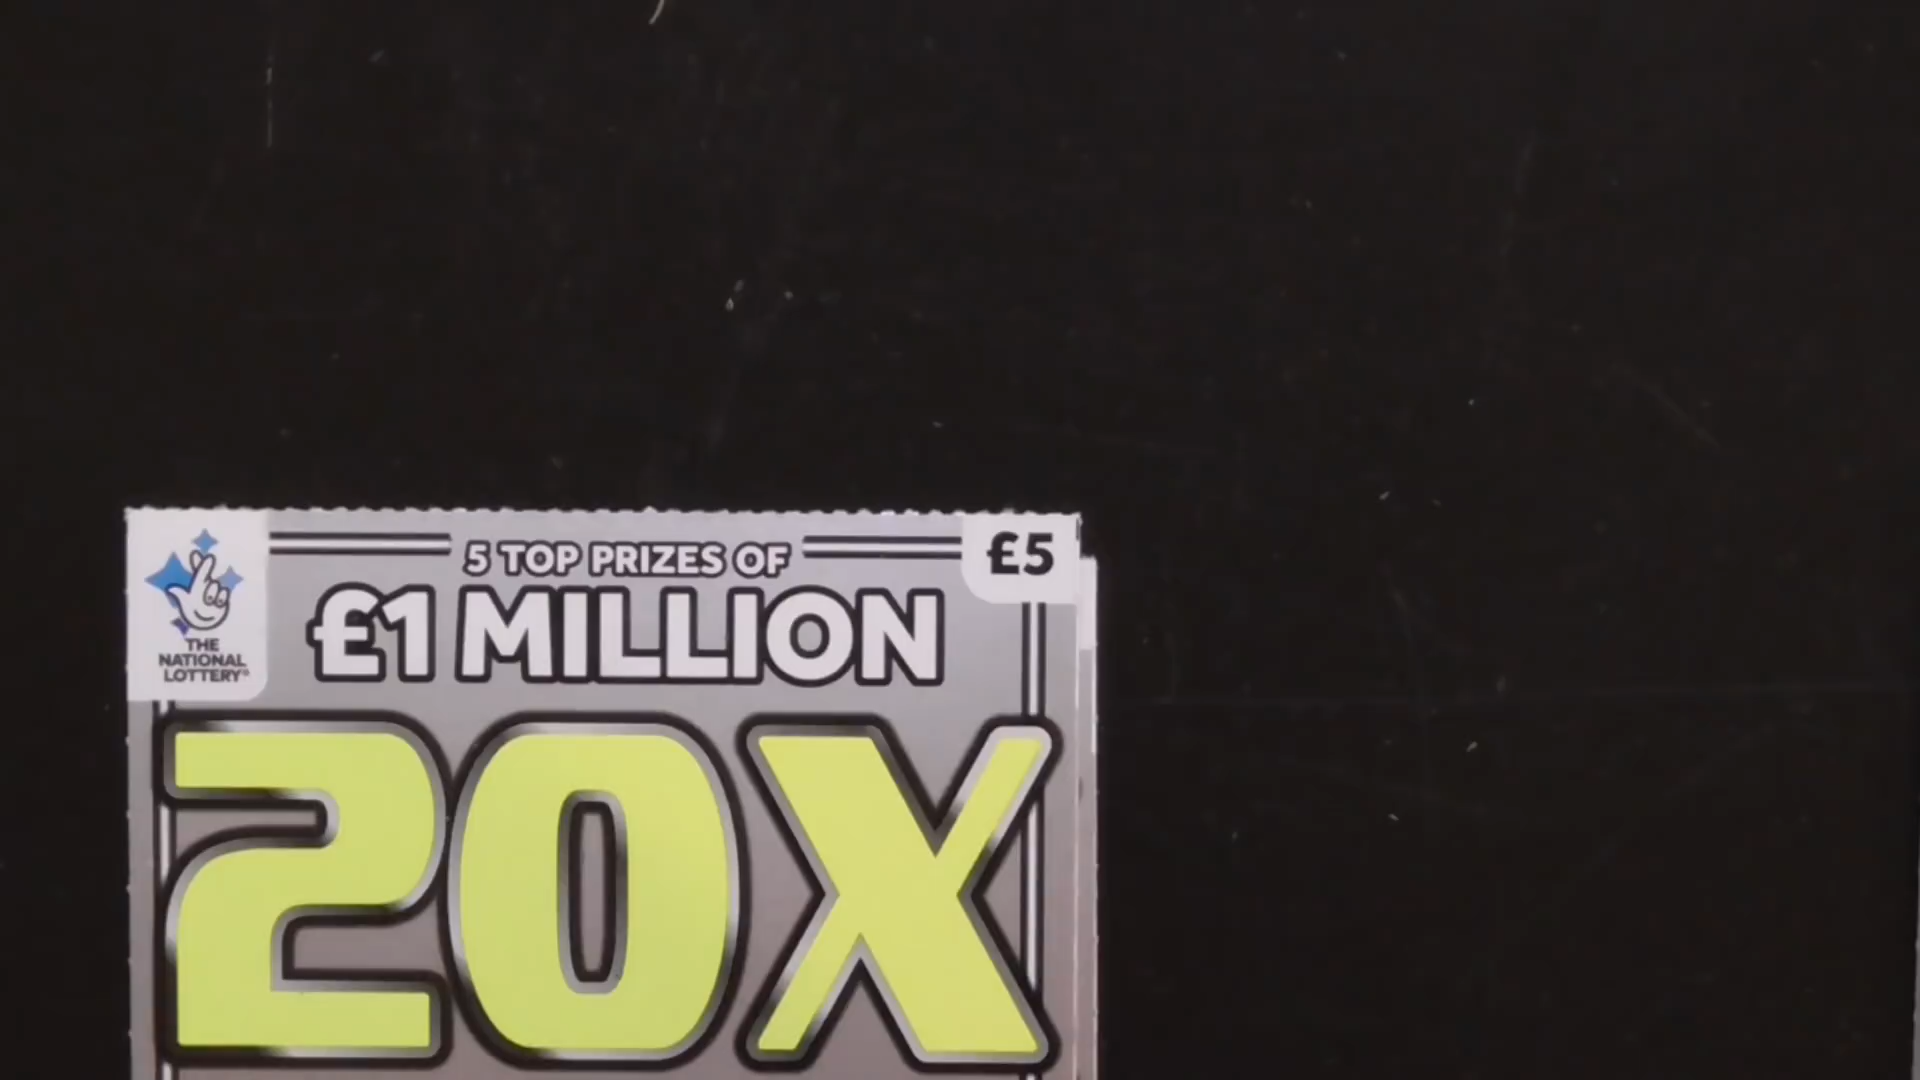 5 TOP PRIZES OF
£5
£1 MILLION
THE
NATIONAL
LOTTERY®
20X